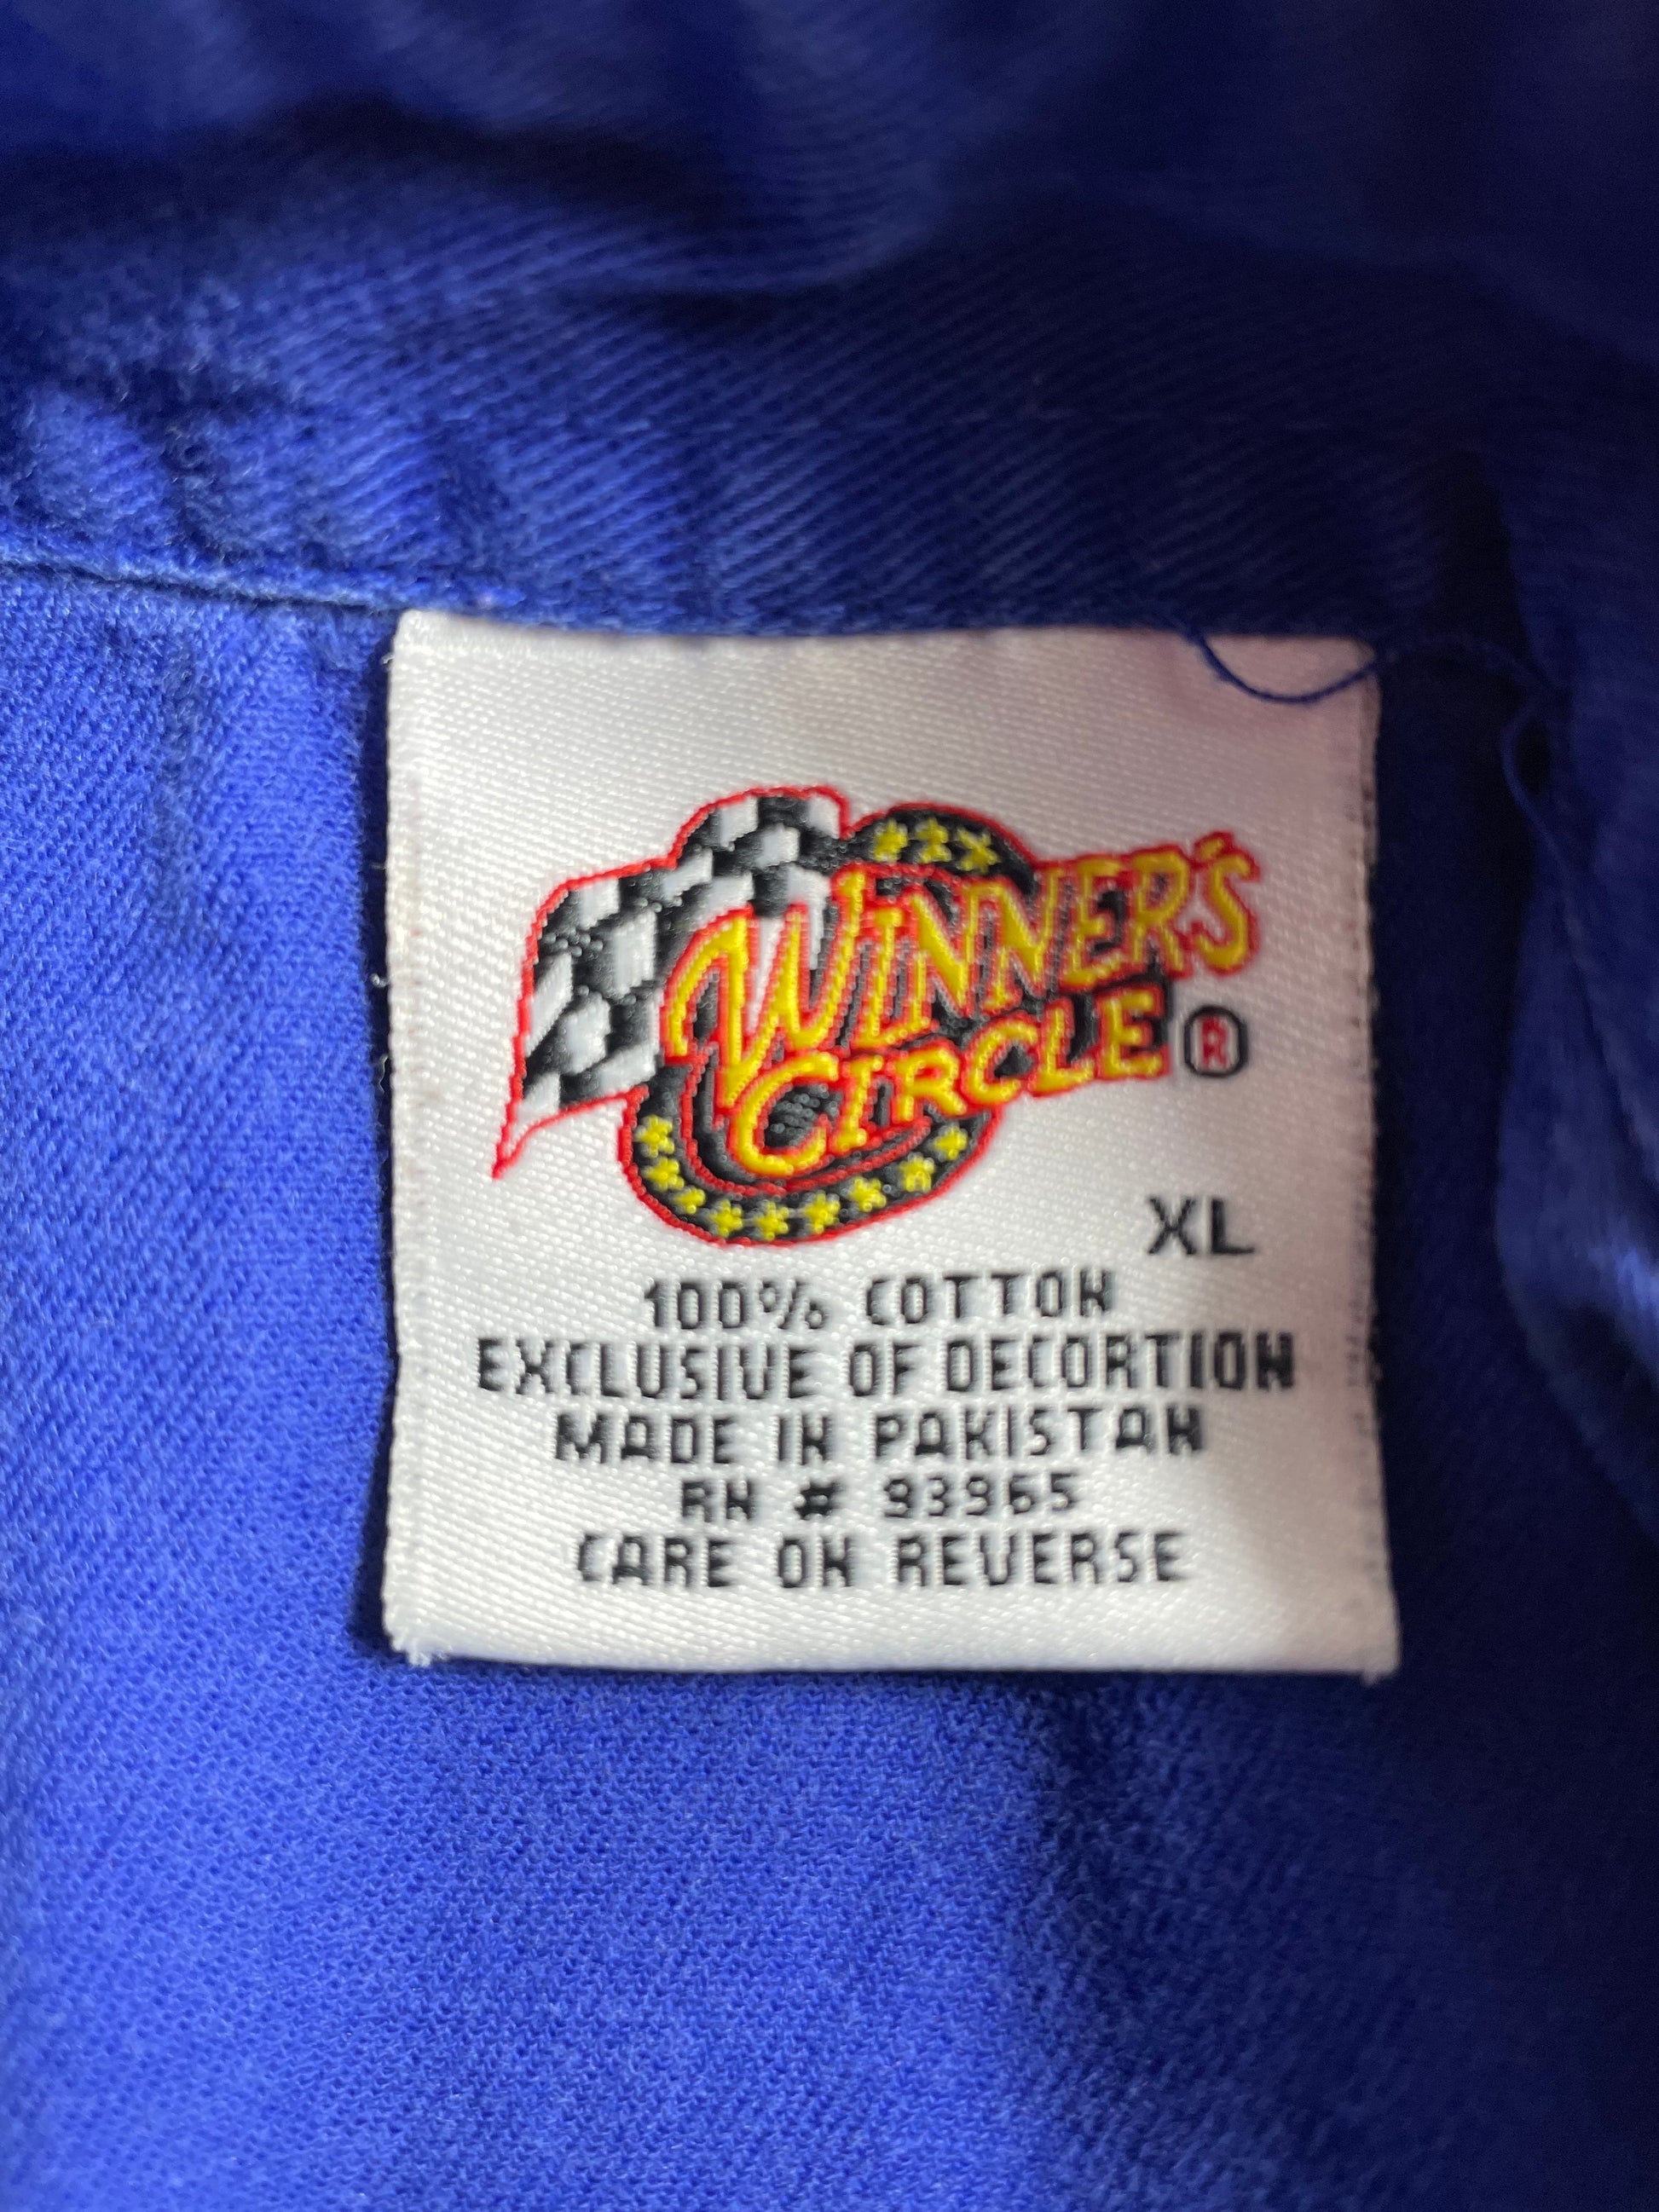 WINNER'S
CIRCLE®
XL
100% COTTON
EXCLUSIVE OF DECORTION
MADE IN PAKISTAN
RN # 93965
CARE ON REVERSE